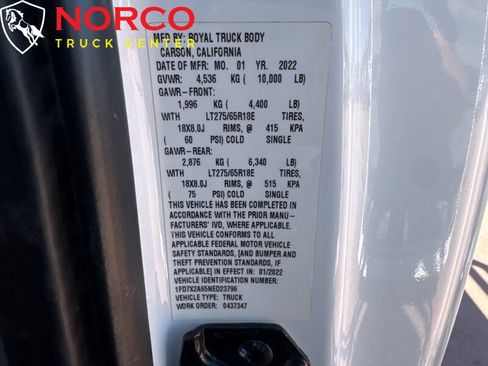 NORCO
TRUCK CENTER
MFD BY: ROYAL TRUCK BODY
CARSON, CALIFORNIA
DATE OF MFR: MO. 01 YR. 2022
GVWR: 4,536 KG ( 10,000 LB)
GAWR-FRONT:
1,996 KG ( 4,400 LB)
WITH LT275/65R18E TIRES,
18X8.0J RIMS, @ 415 KPA
( 60 PSI) COLD SINGLE
GAWR-REAR:
2,876 KG ( 6,340 LB)
WITH LT275/65R18E TIRES,
18X8.0J RIMS, @ 515 KPA
( 75 PSI) COLD SINGLE
THIS VEHICLE HAS BEEN COMPLETED IN
ACCORDANCE WITH THE PRIOR MANU-
FACTURERS' IVD, WHERE APPLICABLE.
THIS VEHICLE CONFORMS TO ALL
APPLICABLE FEDERAL MOTOR VEHICLE
SAFETY STANDARDS, [AND BUMPER AND
THEFT PREVENTION STANDARDS, IF
APPLICABLE] IN EFFECT IN: 01/2022
1FD7X2A65NED23796
VEHICLE TYPE: TRUCK
WORK ORDER: 0437347